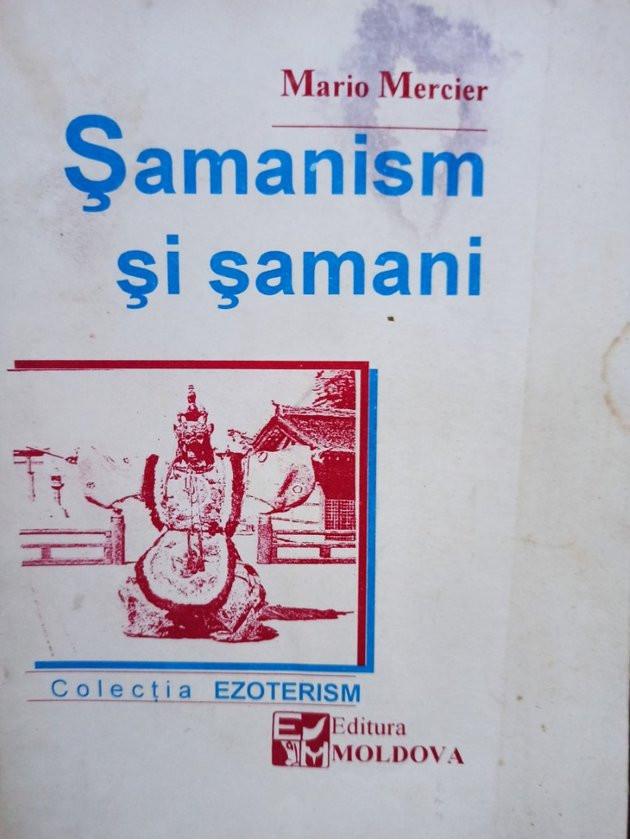 Mario Mercier
Şamanism
şi şamani
Colecţia EZOTERISM
Editura
MOLDOVA